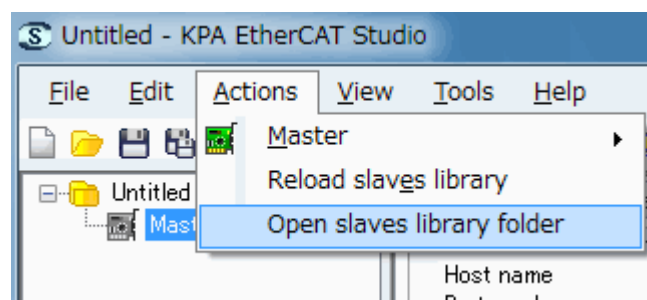 Untitled - KPA EtherCAT Studio
File Edit Actions View Tools Help
Master
Reload slaves library
Untitled
Open slaves library folder
Host name